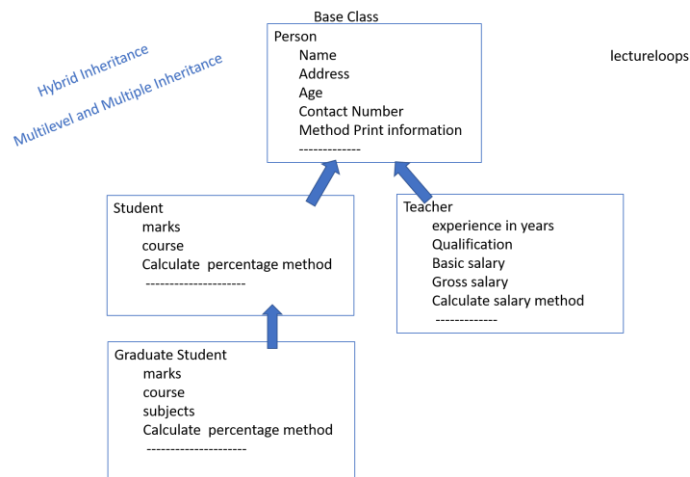 Base Class
Hybrid Inheritance
Multilevel and Multiple Inheritance
lectureloops
Person
Name
Address
Age
Contact Number
Method Print information
-------------
Student
marks
course
Calculate  percentage method
---------------------
Teacher
experience in years
Qualification
Basic salary
Gross salary
Calculate salary method
-------------
Graduate Student
marks
course
subjects
Calculate  percentage method
---------------------